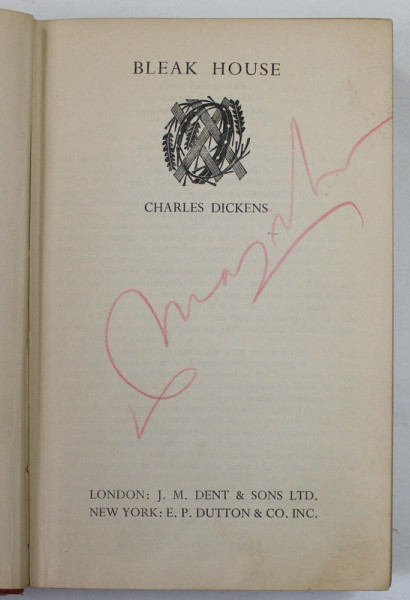 BLEAK HOUSE
CHARLES DICKENS
LONDON: J. M. DENT & SONS LTD.
NEW YORK: E. P. DUTTON & CO. INC.